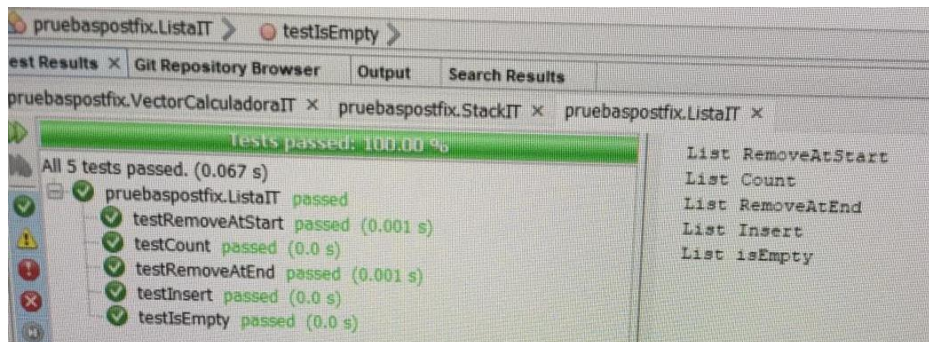 pruebaspostfix.ListaIT testIsEmpty
est Results × Git Repository Browser Output Search Results
pruebaspostfix.VectorCalculadoraIT × pruebaspostfix.StackIT × pruebaspostfix.ListaIT ×
Tests passed: 100.00 %
All 5 tests passed. (0.067 s)
pruebaspostfix.ListaIT passed
testRemoveAtStart passed (0.001 s)
testCount passed (0.0 s)
testRemoveAtEnd passed (0.001 s)
testInsert passed (0.0 s)
testIsEmpty passed (0.0 s)
List RemoveAtStart
List Count
List RemoveAtEnd
List Insert
List isEmpty